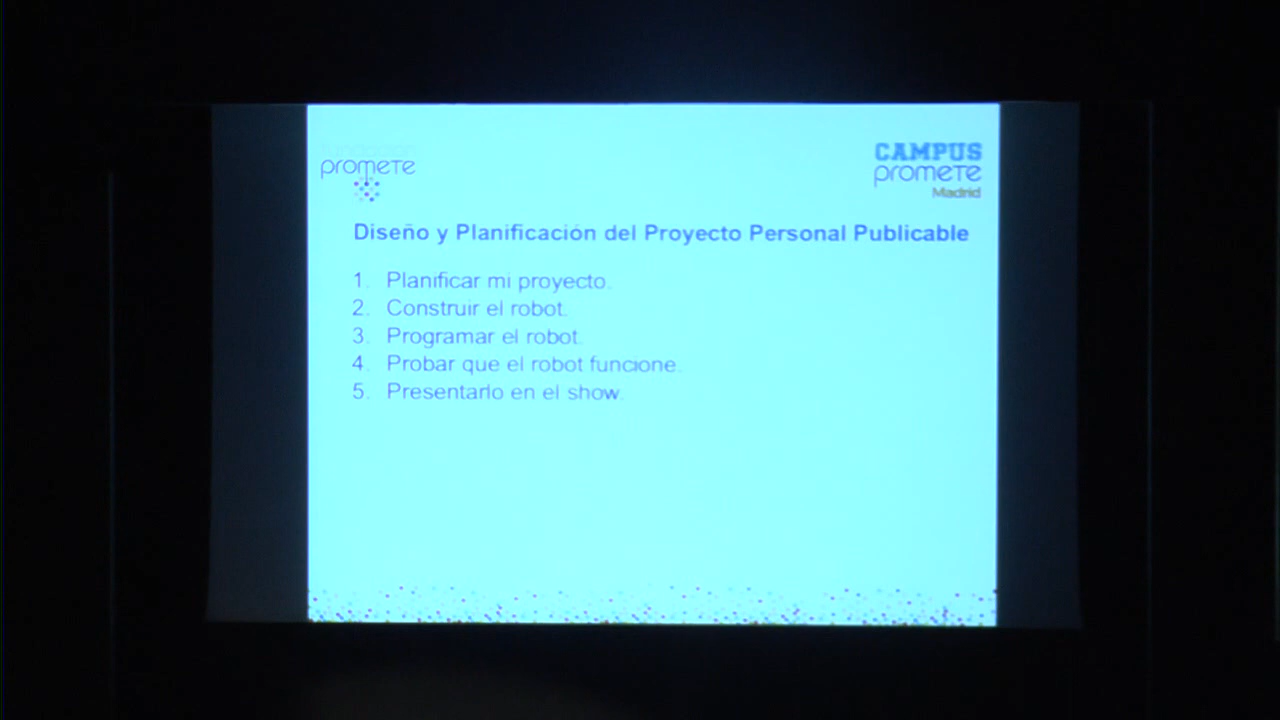 fundación
promete
CAMPUS
promete
Madrid
Diseño y Planificación del Proyecto Personal Publicable
1. Planificar mi proyecto.
2. Construir el robot.
3. Programar el robot.
4. Probar que el robot funcione.
5. Presentarlo en el show.